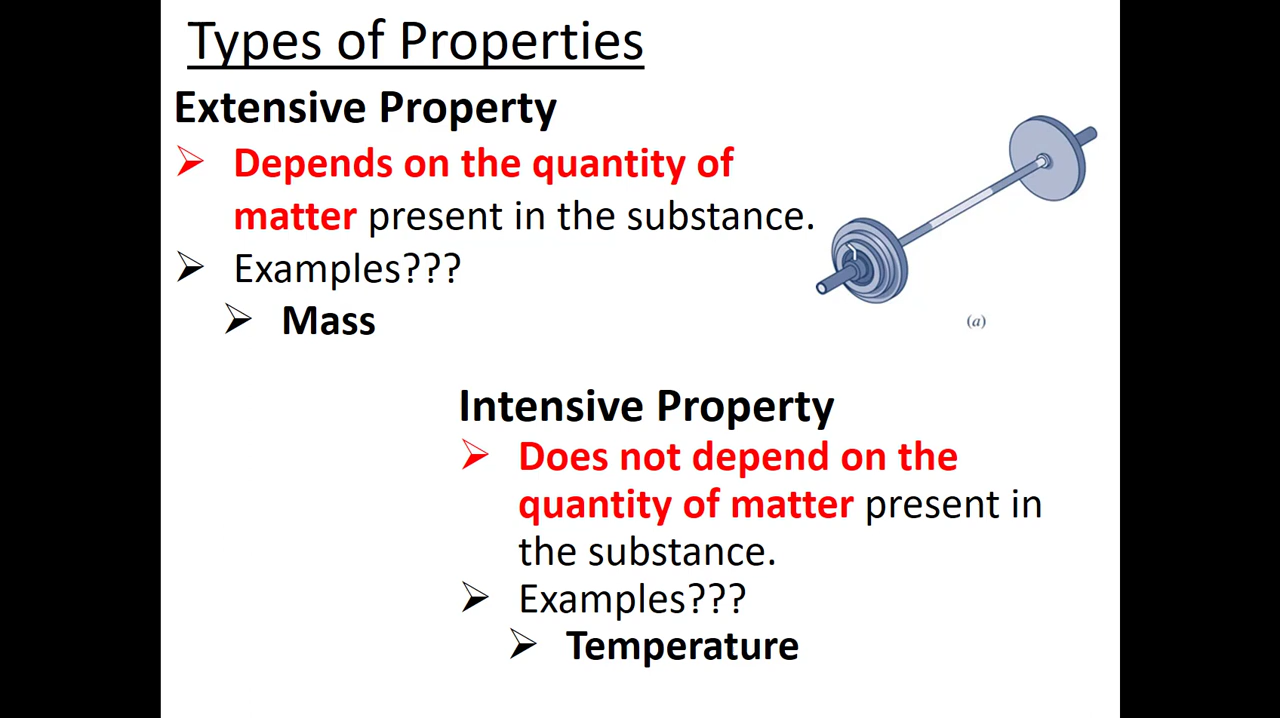 Types of Properties
Extensive Property
➢ Depends on the quantity of
matter present in the substance.
➢ Examples???
➢ Mass
(a)
Intensive Property
➢ Does not depend on the
quantity of matter present in
the substance.
➢ Examples???
➢ Temperature